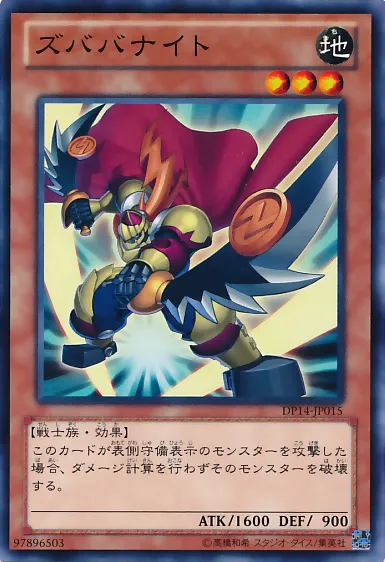 ズババナイト
地
DP14-JP015
【戦士族・効果】
このカードが表側守備表示のモンスターを攻撃した
場合、ダメージ計算を行わずそのモンスターを破壊
する。
ATK/1600 DEF/ 900
97896503
©高橋和希 スタジオ・ダイス/集英社